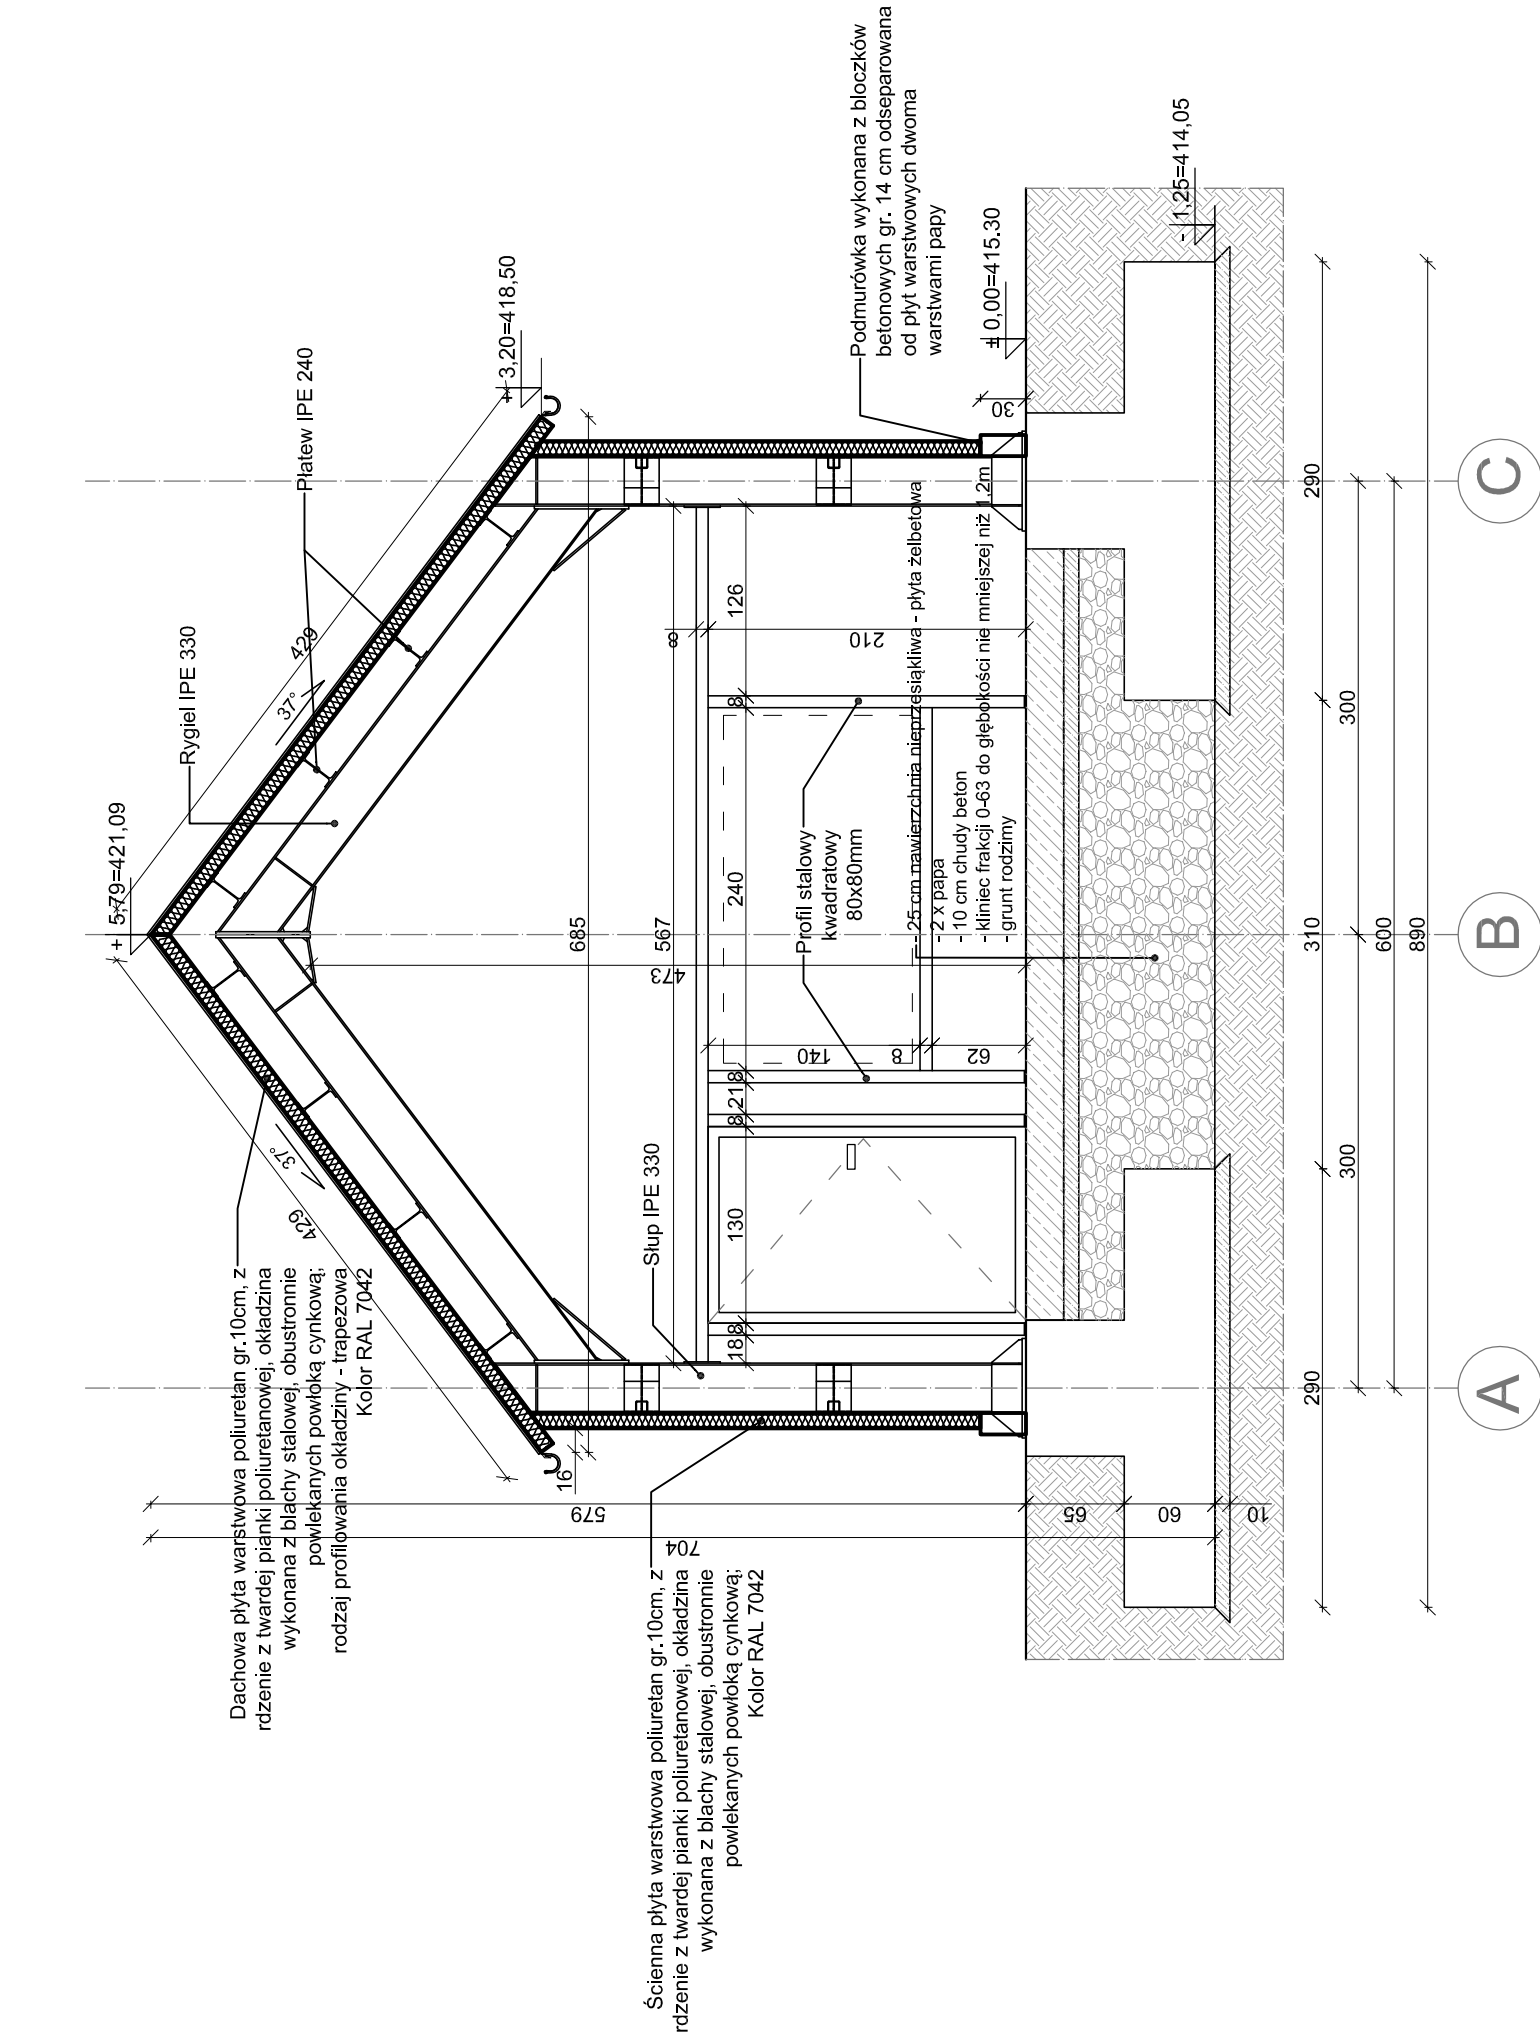 Dachowa płyta warstwowa poliuretan gr.10cm, z
rdzenie z twardej pianki poliuretanowej, okładzina
wykonana z blachy stalowej, obustronnie
powlekanych powłoką cynkową;
rodzaj profilowania okładziny - trapezowa
Kolor RAL 7042
+ 5,79=421,09
Rygiel IPE 330
Płatew IPE 240
+ 3,20=418,50
429
37°
429
37°
Ścienna płyta warstwowa poliuretan gr.10cm, z
rdzenie z twardej pianki poliuretanowej, okładzina
wykonana z blachy stalowej, obustronnie
powlekanych powłoką cynkową;
Kolor RAL 7042
Słup IPE 330
Profil stalowy
kwadratowy
80x80mm
Podmurówka wykonana z bloczków
betonowych gr. 14 cm odseparowana
od płyt warstwowych dwoma
warstwami papy
± 0,00=415.30
- 1,25=414,05
- 25 cm nawierzchnia nieprzesiąkliwa - płyta żelbetowa
- 2 x papa
- 10 cm chudy beton
- kliniec frakcji 0-63 do głębokości nie mniejszej niż 1,2m
- grunt rodzimy
16
685
567
473
18
8
130
8
21
8
240
8
126
8
210
140
8
62
30
579
704
65
60
10
290
310
290
300
300
600
890
A
B
C